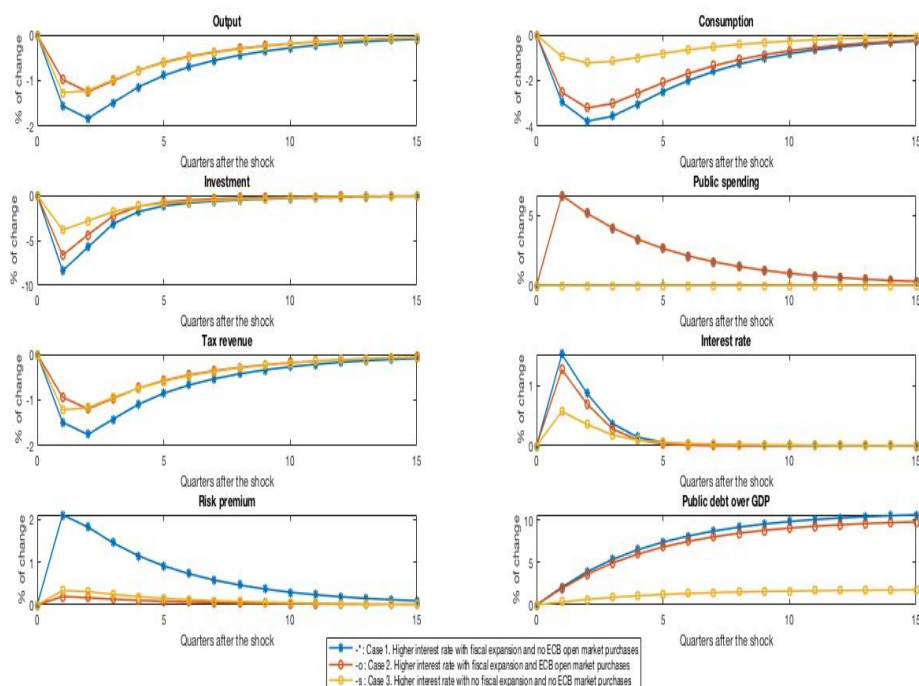 Output
% of change
0
-1
-2
0 5 10 15
Quarters after the shock
Consumption
% of change
0
-2
-4
0 5 10 15
Quarters after the shock
Investment
% of change
0
-5
-10
0 5 10 15
Quarters after the shock
Public spending
% of change
5
0
0 5 10 15
Quarters after the shock
Tax revenue
% of change
0
-1
-2
0 5 10 15
Quarters after the shock
Interest rate
% of change
1
0
0 5 10 15
Quarters after the shock
Risk premium
% of change
2
1
0
0 5 10 15
Quarters after the shock
Public debt over GDP
% of change
10
5
0
0 5 10 15
Quarters after the shock
-* : Case 1. Higher interest rate with fiscal expansion and no ECB open market purchases
-o : Case 2. Higher interest rate with fiscal expansion and ECB open market purchases
-s : Case 3. Higher interest rate with no fiscal expansion and no ECB market purchases